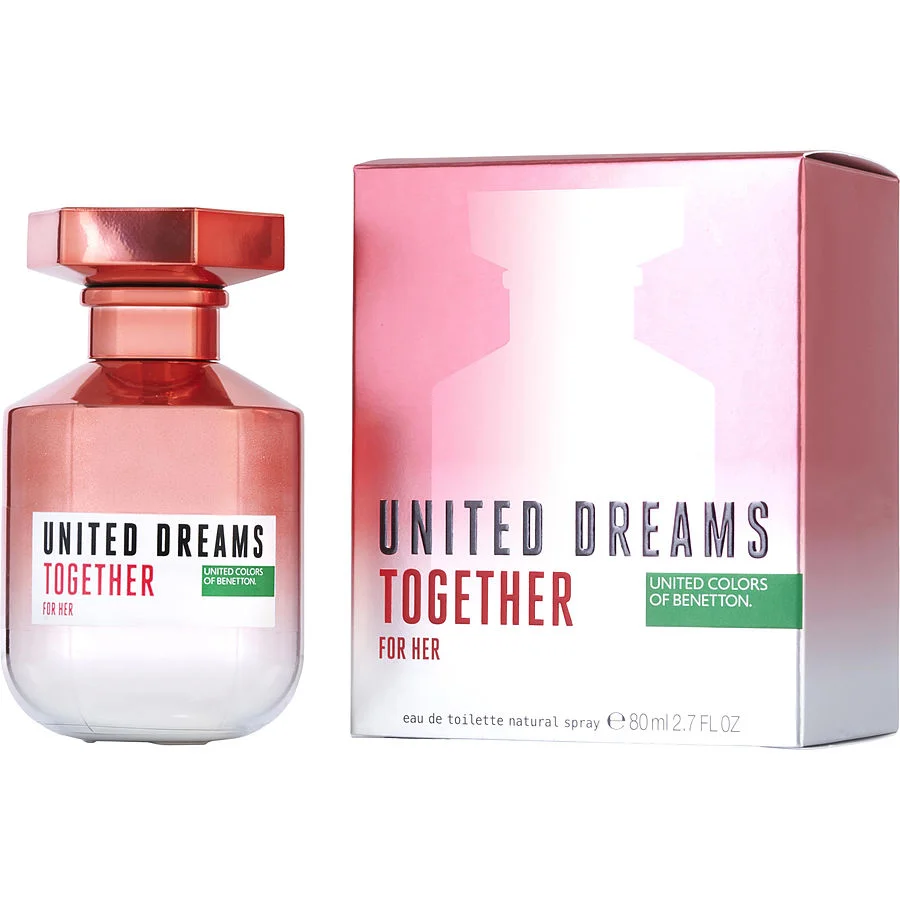 UNITED DREAMS
TOGETHER
FOR HER
UNITED COLORS
OF BENETTON.
UNITED DREAMS
TOGETHER
FOR HER
UNITED COLORS
OF BENETTON.
eau de toilette natural spray ℮ 80 ml 2.7 FL OZ